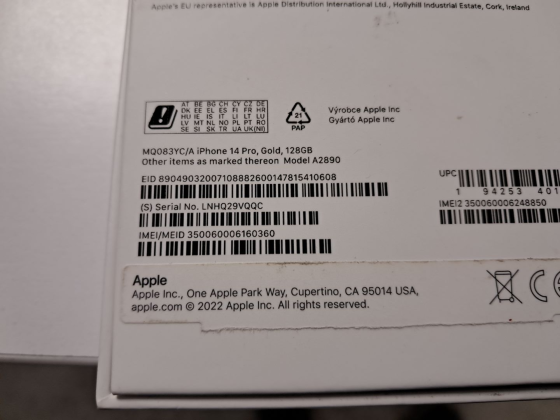 Apple's EU representative is Apple Distribution International Ltd., Hollyhill Industrial Estate, Cork, Ireland
AT BE BG CH CY CZ DE
DK EE EL ES FI FR HR
HU IE IS IT LI LT LU
LV MT NL NO PL PT RO
SE SI SK TR UA UK(NI)
21
PAP
Výrobce Apple Inc
Gyártó Apple Inc
MQ083YC/A iPhone 14 Pro, Gold, 128GB
Other items as marked thereon Model A2890
EID 89049032007108882600147815410608
(S) Serial No. LNHQ29VQQC
IMEI/MEID 350060006160360
UPC
1 94253 401
IMEI2 350060006248850
Apple
Apple Inc., One Apple Park Way, Cupertino, CA 95014 USA,
apple.com © 2022 Apple Inc. All rights reserved.
CE